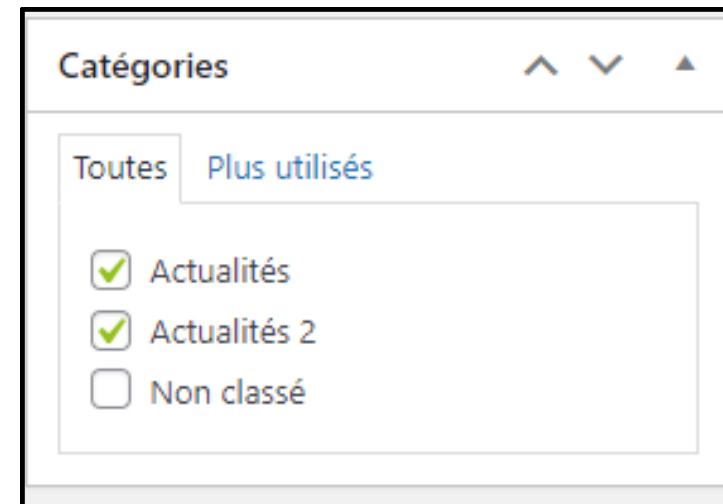 Catégories
Toutes Plus utilisés
Actualités
Actualités 2
Non classé